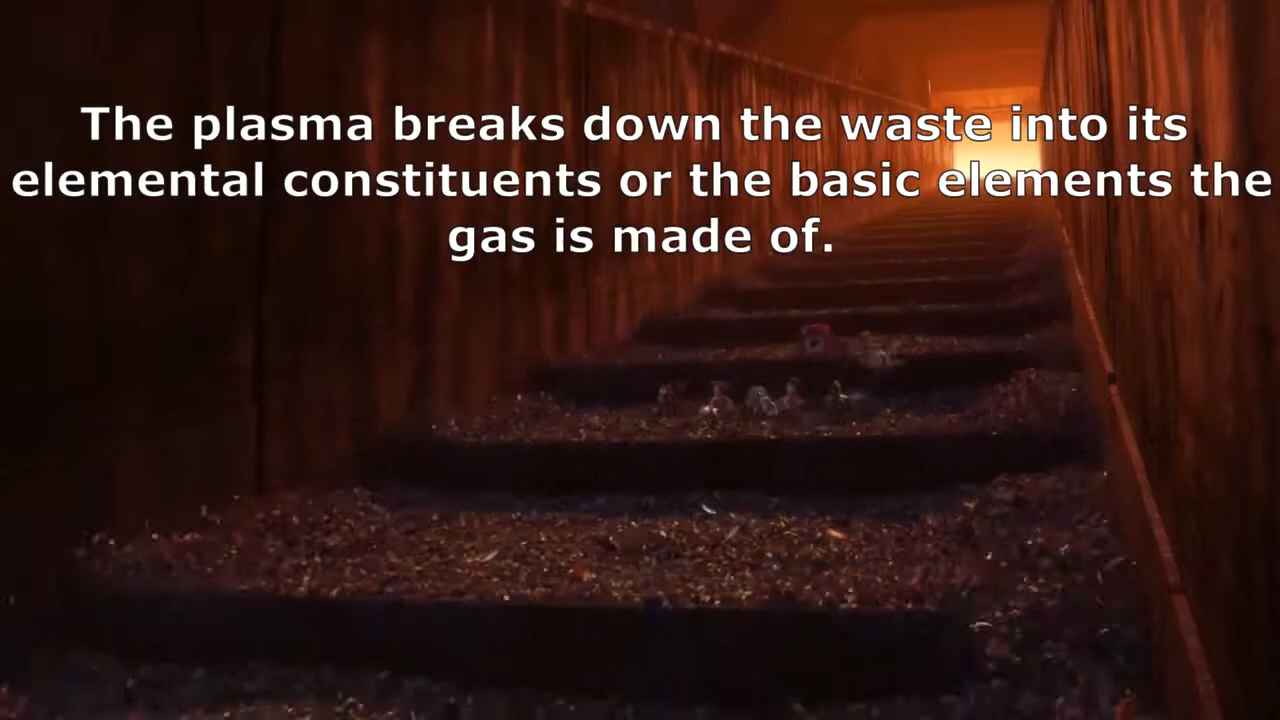 The plasma breaks down the waste into its
elemental constituents or the basic elements the
gas is made of.